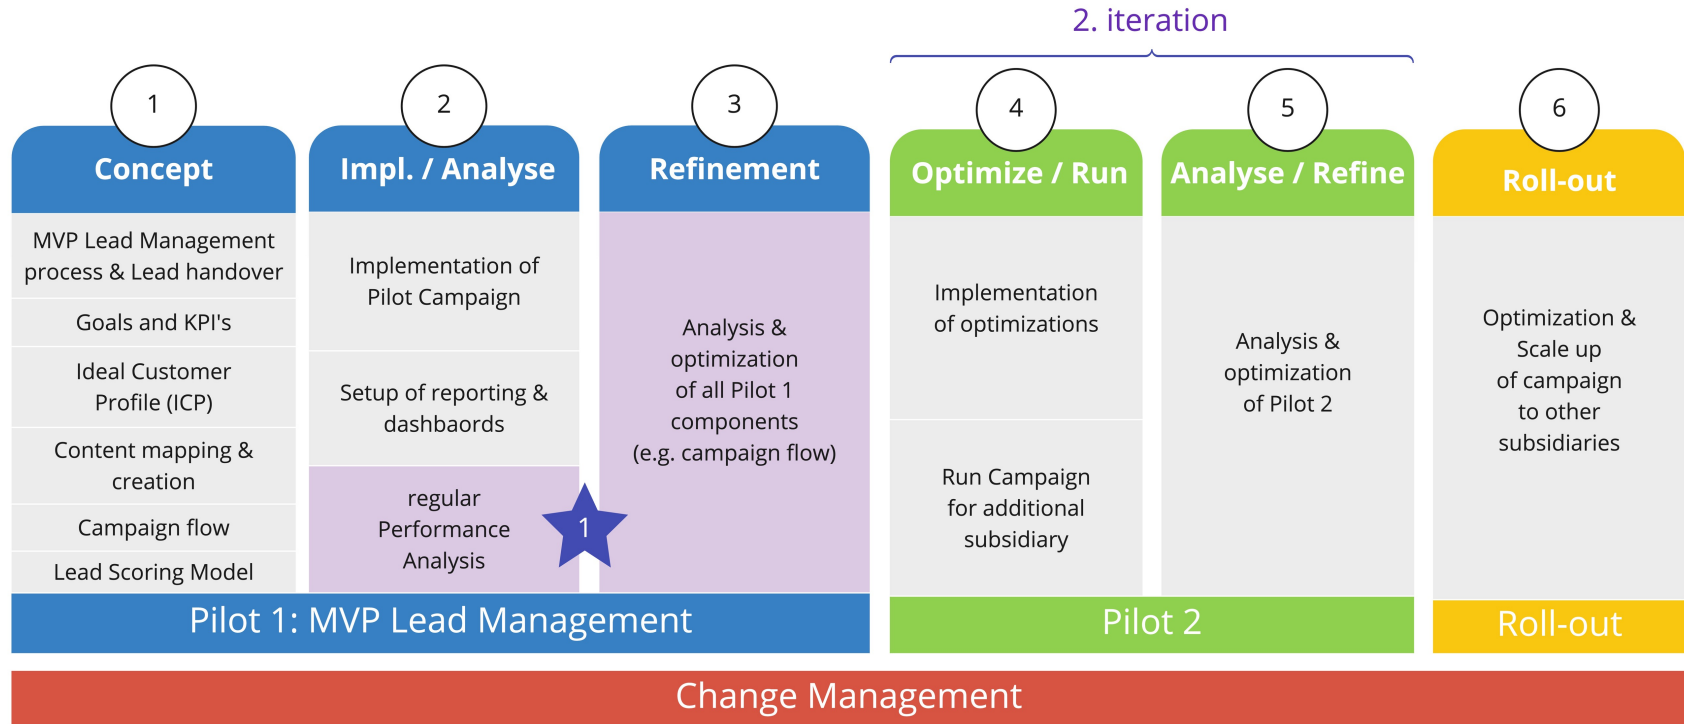 2. iteration
1
Concept
MVP Lead Management
process & Lead handover
Goals and KPI's
Ideal Customer
Profile (ICP)
Content mapping &
creation
Campaign flow
Lead Scoring Model
2
Impl. / Analyse
Implementation of
Pilot Campaign
Setup of reporting &
dashbaords
regular
Performance
Analysis
1
3
Refinement
Analysis &
optimization
of all Pilot 1
components
(e.g. campaign flow)
Pilot 1: MVP Lead Management
4
Optimize / Run
Implementation
of optimizations
Run Campaign
for additional
subsidiary
5
Analyse / Refine
Analysis &
optimization
of Pilot 2
Pilot 2
6
Roll-out
Optimization &
Scale up
of campaign
to other
subsidiaries
Roll-out
Change Management